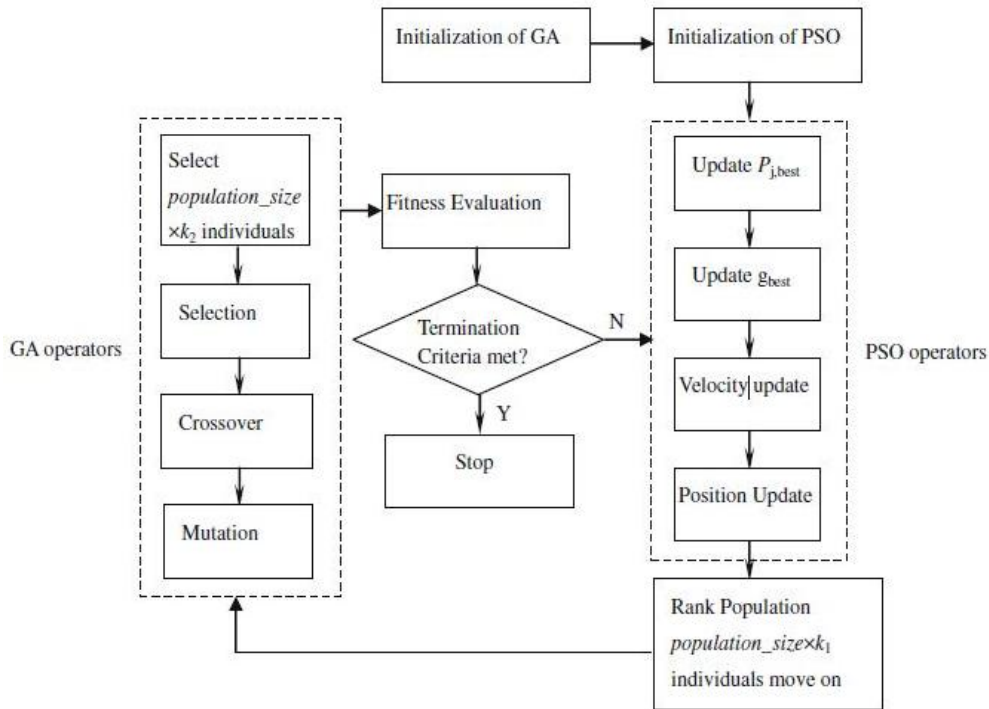 Initialization of GA
Initialization of PSO
Select
population_size
×k₂ individuals
Selection
Crossover
Mutation
GA operators
Fitness Evaluation
Termination
Criteria met?
N
Y
Stop
Update Pj,best
Update gbest
Velocity update
Position Update
PSO operators
Rank Population
population_size×k₁
individuals move on